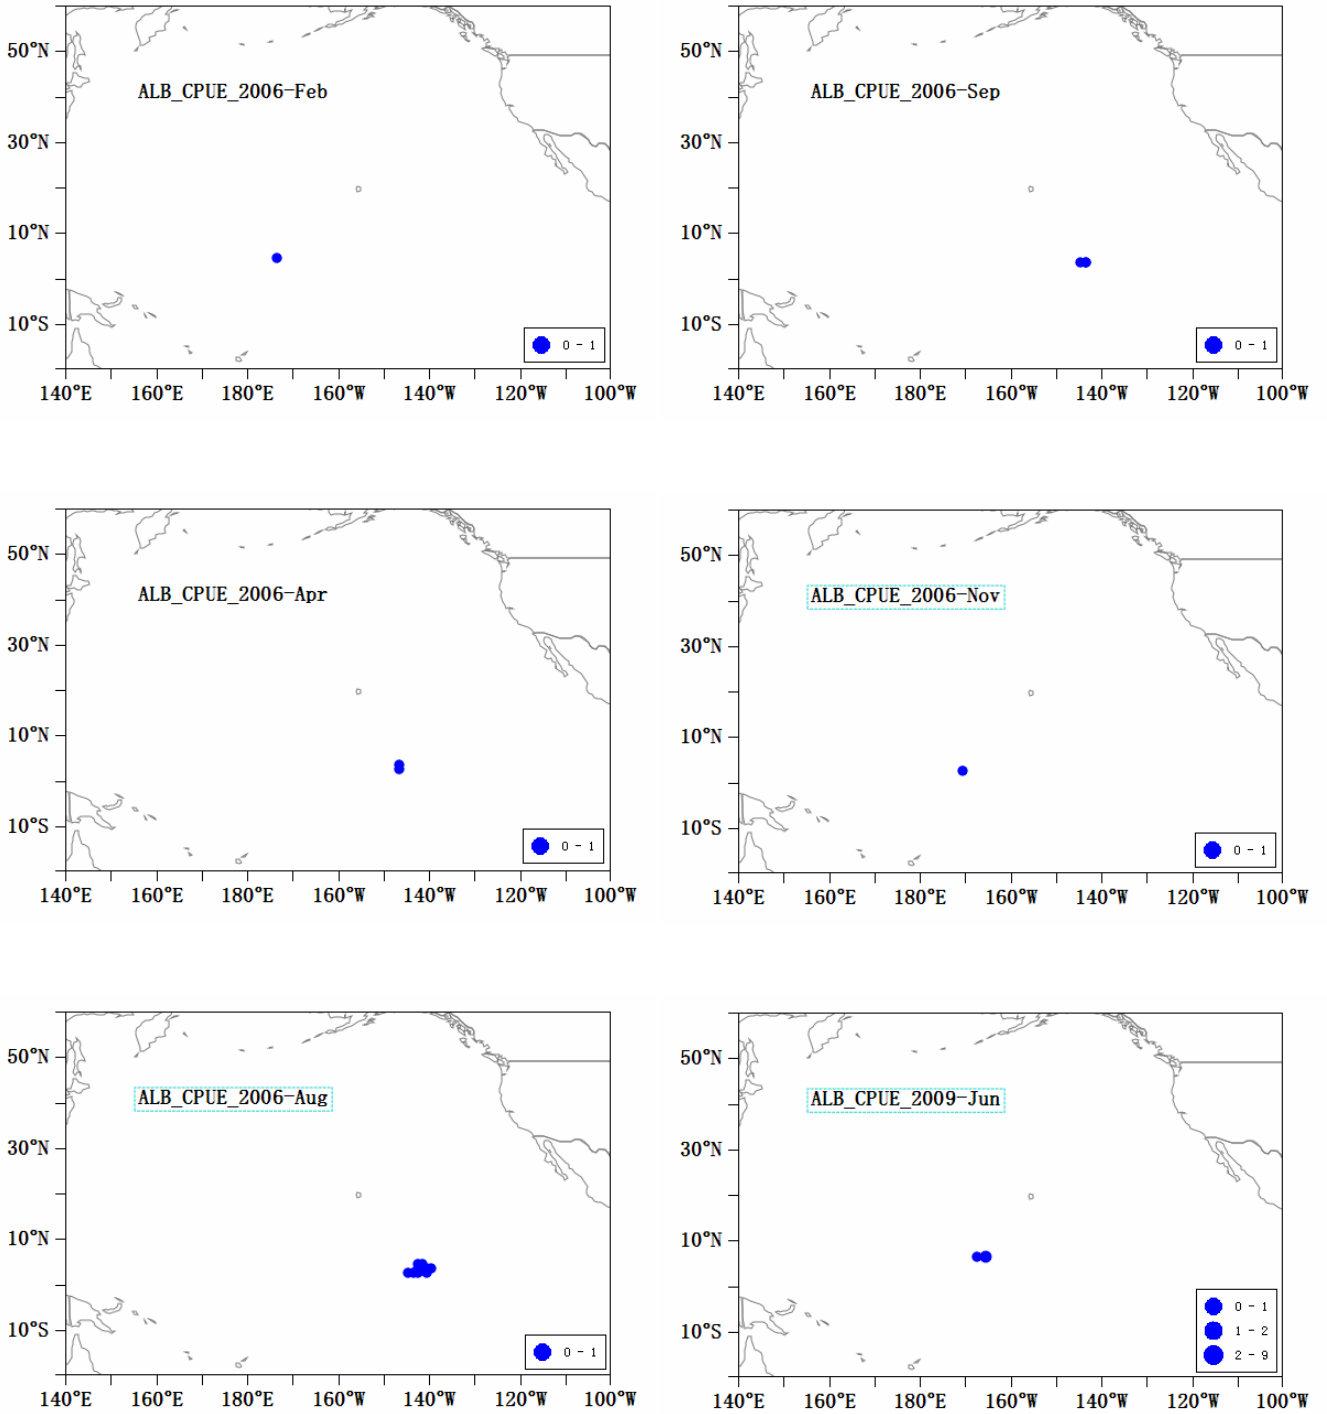 50°N
30°N
10°N
10°S
ALB_CPUE_2006-Feb
0 - 1
140°E 160°E 180°E 160°W 140°W 120°W 100°W
50°N
30°N
10°N
10°S
ALB_CPUE_2006-Sep
0 - 1
140°E 160°E 180°E 160°W 140°W 120°W 100°W
50°N
30°N
10°N
10°S
ALB_CPUE_2006-Apr
0 - 1
140°E 160°E 180°E 160°W 140°W 120°W 100°W
50°N
30°N
10°N
10°S
ALB_CPUE_2006-Nov
0 - 1
140°E 160°E 180°E 160°W 140°W 120°W 100°W
50°N
30°N
10°N
10°S
ALB_CPUE_2006-Aug
0 - 1
140°E 160°E 180°E 160°W 140°W 120°W 100°W
50°N
30°N
10°N
10°S
ALB_CPUE_2009-Jun
0 - 1
1 - 2
2 - 9
140°E 160°E 180°E 160°W 140°W 120°W 100°W